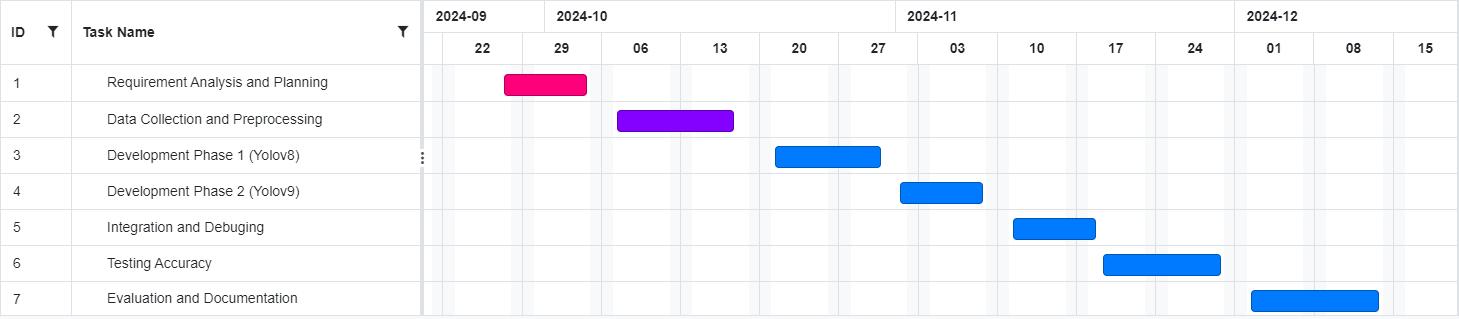 ID Task Name 2024-09 2024-10 2024-11 2024-12
22 29 06 13 20 27 03 10 17 24 01 08 15
1 Requirement Analysis and Planning
2 Data Collection and Preprocessing
3 Development Phase 1 (Yolov8)
4 Development Phase 2 (Yolov9)
5 Integration and Debuging
6 Testing Accuracy
7 Evaluation and Documentation